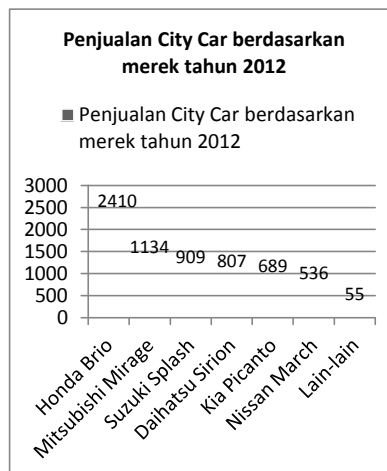 Penjualan City Car berdasarkan
merek tahun 2012
Penjualan City Car berdasarkan
merek tahun 2012
3000
2500
2000
1500
1000
500
0
2410
1134
909
807
689
536
55
Honda Brio
Mitsubishi Mirage
Suzuki Splash
Daihatsu Sirion
Kia Picanto
Nissan March
Lain-lain